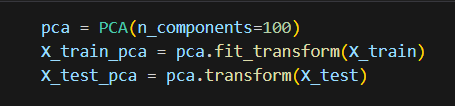 pca = PCA(n_components=100)
X_train_pca = pca.fit_transform(X_train)
X_test_pca = pca.transform(X_test)